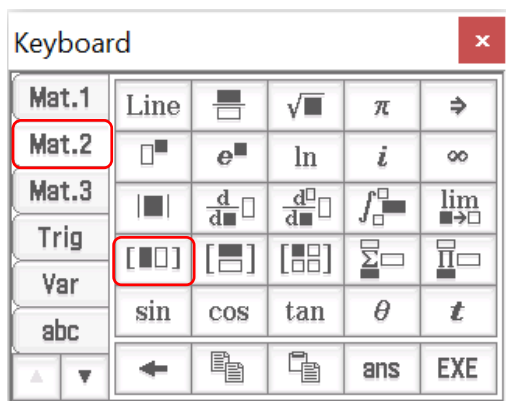 Keyboard ×
Mat.1 Line √■ π ⇒
Mat.2 □■ e■ ln i ∞
Mat.3 |■| d/d■□ d□/d■□ ∫□■□ lim■→□
Trig [■□] [■] [■□] Σ□ Π□
Var
abc sin cos tan θ t
▲ ▼ ← ans EXE